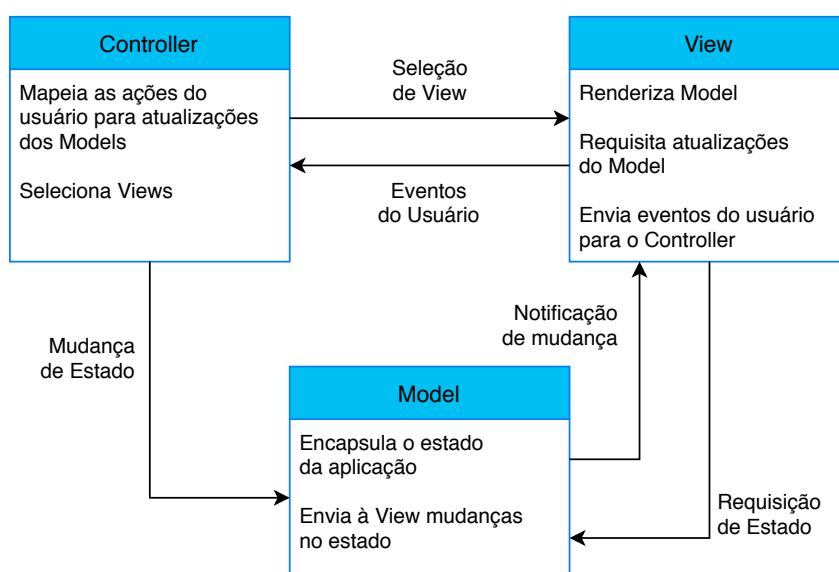 Controller
Mapeia as ações do
usuário para atualizações
dos Models
Seleciona Views
Seleção
de View
Eventos
do Usuário
View
Renderiza Model
Requisita atualizações
do Model
Envia eventos do usuário
para o Controller
Mudança
de Estado
Notificação
de mudança
Model
Encapsula o estado
da aplicação
Envia à View mudanças
no estado
Requisição
de Estado